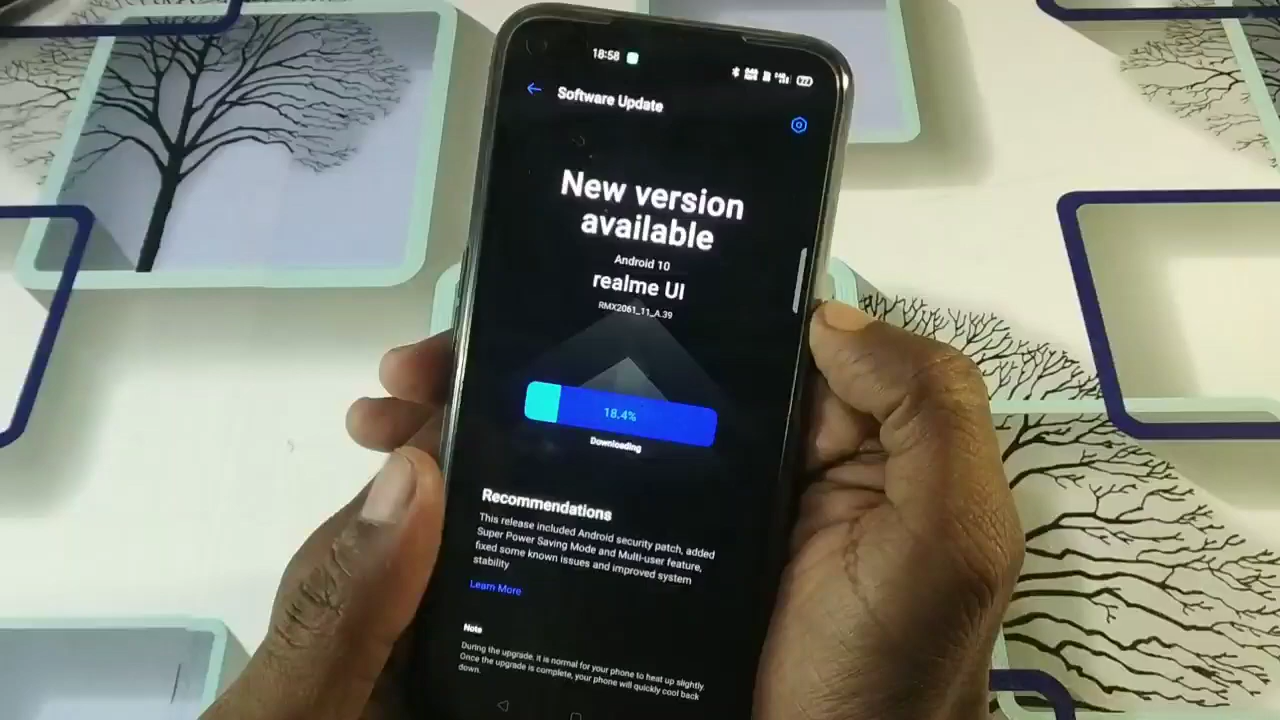 18:58
77
Software Update
New version
available
Android 10
realme UI
RMX2061_11_A.39
18.4%
Downloading
Recommendations
This release included Android security patch, added
Super Power Saving Mode and Multi-user feature,
fixed some known issues and improved system
stability
Learn More
Note
During the upgrade, it is normal for your phone to heat up slightly.
Once the upgrade is complete, your phone will quickly cool back
down.